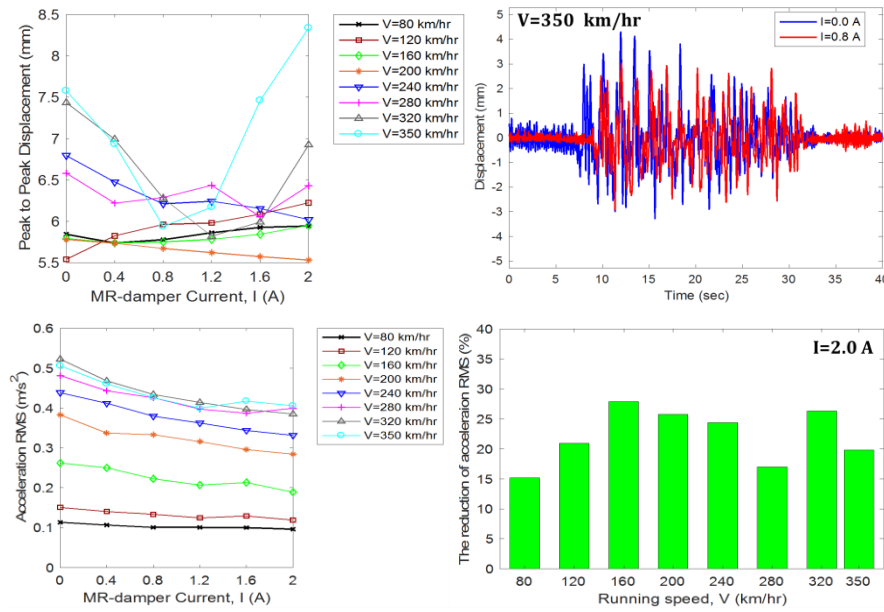 Peak to Peak Displacement (mm)
8.5
8
7.5
7
6.5
6
5.5
0 0.4 0.8 1.2 1.6 2
MR-damper Current, I (A)
V=80 km/hr
V=120 km/hr
V=160 km/hr
V=200 km/hr
V=240 km/hr
V=280 km/hr
V=320 km/hr
V=350 km/hr
V=350 km/hr
I=0.0 A
I=0.8 A
Displacement (mm)
5
4
3
2
1
0
-1
-2
-3
-4
-5
0 5 10 15 20 25 30 35 40
Time (sec)
Acceleration RMS (m/s²)
0.6
0.5
0.4
0.3
0.2
0.1
0
0 0.4 0.8 1.2 1.6 2
MR-damper Current, I (A)
V=80 km/hr
V=120 km/hr
V=160 km/hr
V=200 km/hr
V=240 km/hr
V=280 km/hr
V=320 km/hr
V=350 km/hr
I=2.0 A
The reduction of acceleraion RMS (%)
40
35
30
25
20
15
10
5
0
80 120 160 200 240 280 320 350
Running speed, V (km/hr)